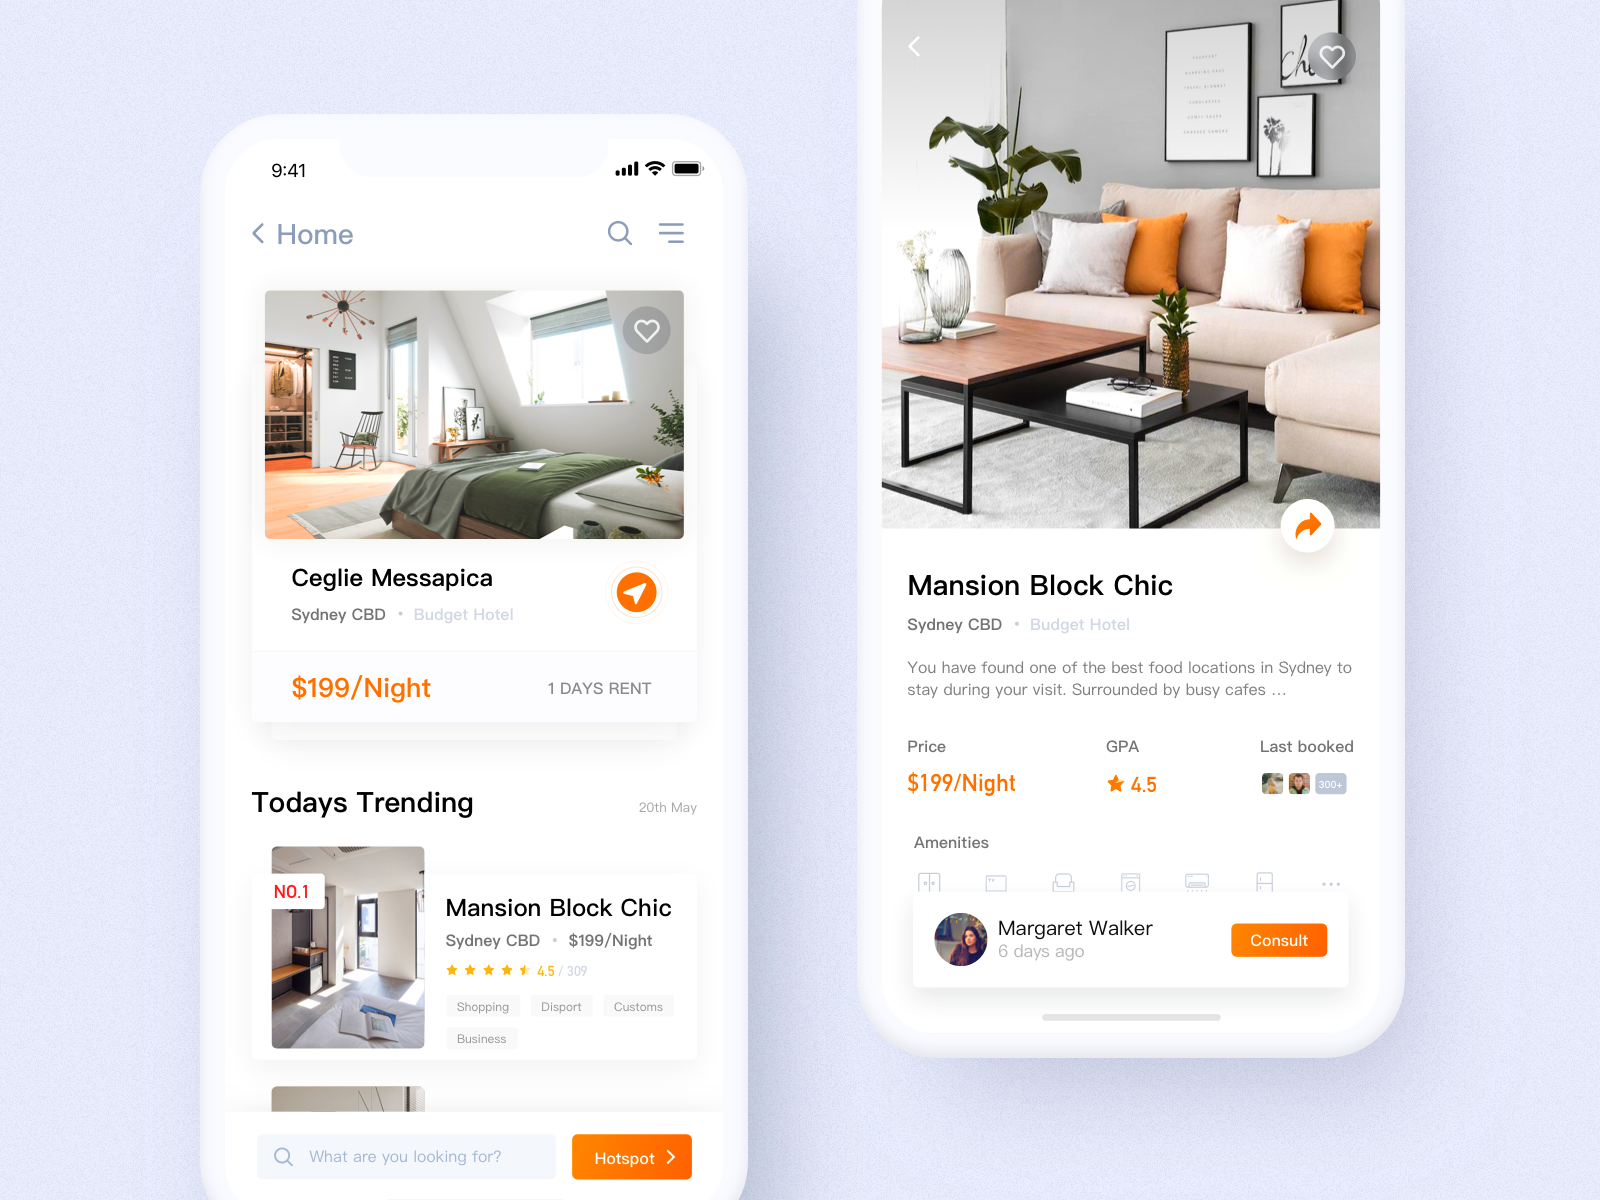 9:41
Home
Ceglie Messapica
Sydney CBD • Budget Hotel
$199/Night
1 DAYS RENT
Todays Trending
20th May
NO.1
Mansion Block Chic
Sydney CBD • $199/Night
4.5 / 309
Shopping
Disport
Customs
Business
What are you looking for?
Hotspot
Mansion Block Chic
Sydney CBD • Budget Hotel
You have found one of the best food locations in Sydney to
stay during your visit. Surrounded by busy cafes ...
Price
GPA
Last booked
$199/Night
4.5
300+
Amenities
Margaret Walker
6 days ago
Consult